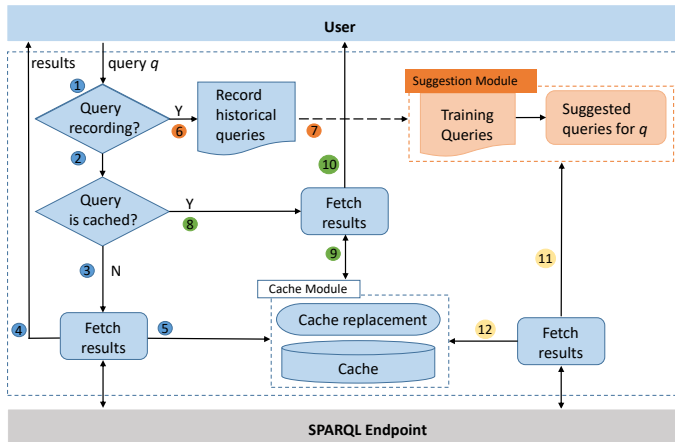 User
results
query q
1
Query
recording?
Y
6
Record
historical
queries
7
Suggestion Module
Training
Queries
Suggested
queries for q
2
10
Query
is cached?
Y
8
Fetch
results
9
11
3
N
Cache Module
Cache replacement
Cache
4
Fetch
results
5
12
Fetch
results
SPARQL Endpoint